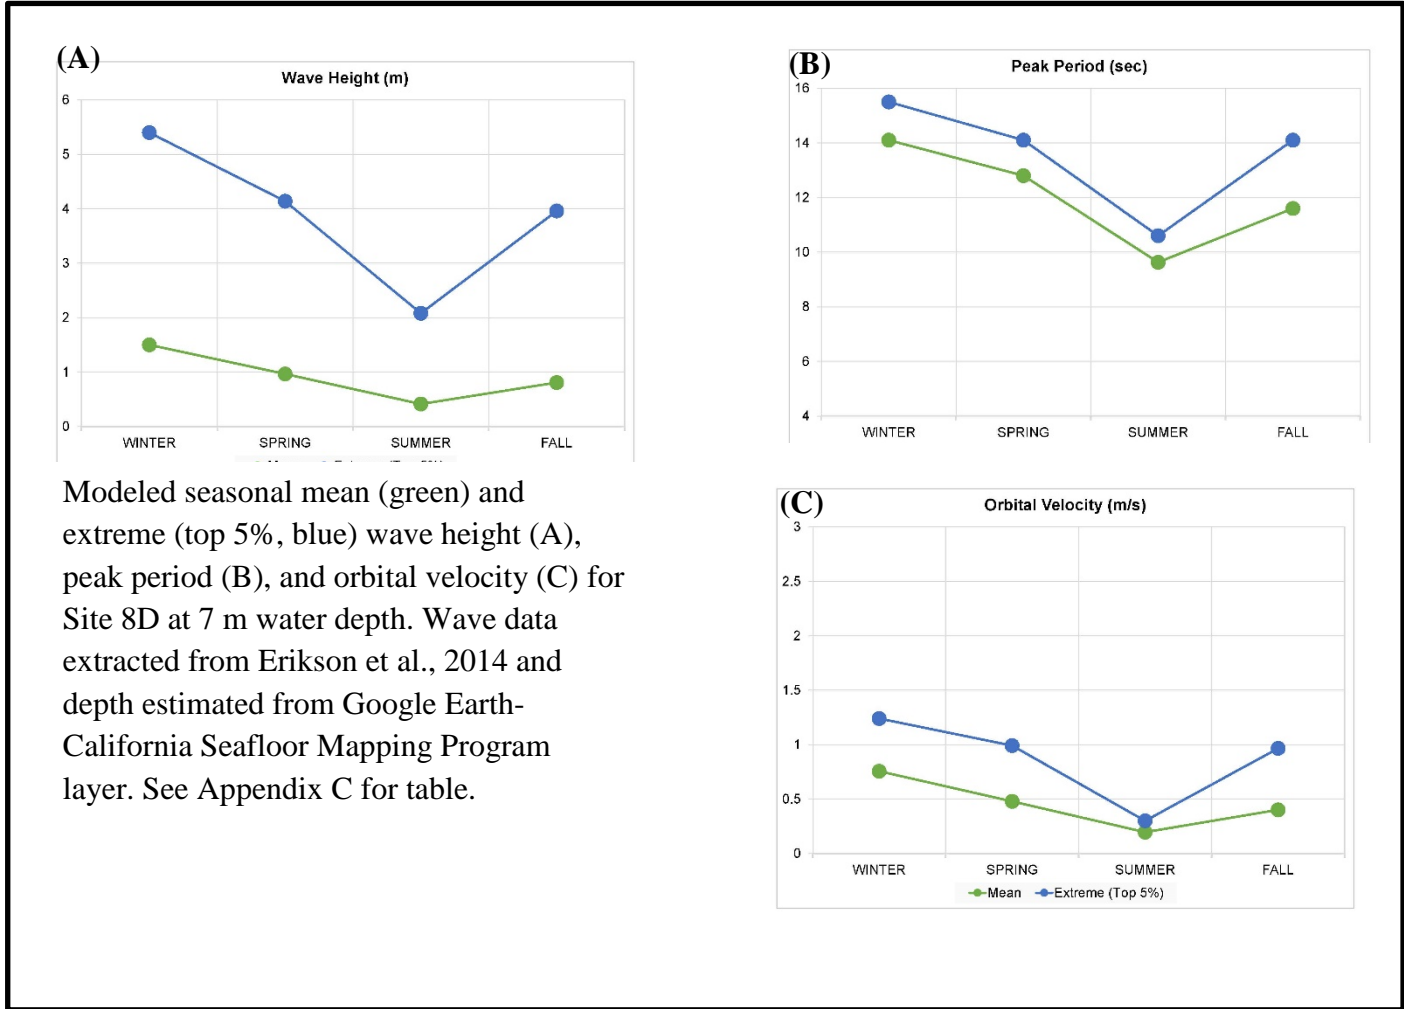 (A)
Wave Height (m)
6
5
4
3
2
1
0
WINTER SPRING SUMMER FALL
Modeled seasonal mean (green) and
extreme (top 5%, blue) wave height (A),
peak period (B), and orbital velocity (C) for
Site 8D at 7 m water depth. Wave data
extracted from Erikson et al., 2014 and
depth estimated from Google Earth-
California Seafloor Mapping Program
layer. See Appendix C for table.
(B)
Peak Period (sec)
16
14
12
10
8
6
4
WINTER SPRING SUMMER FALL
(C)
Orbital Velocity (m/s)
3
2.5
2
1.5
1
0.5
0
WINTER SPRING SUMMER FALL
Mean Extreme (Top 5%)